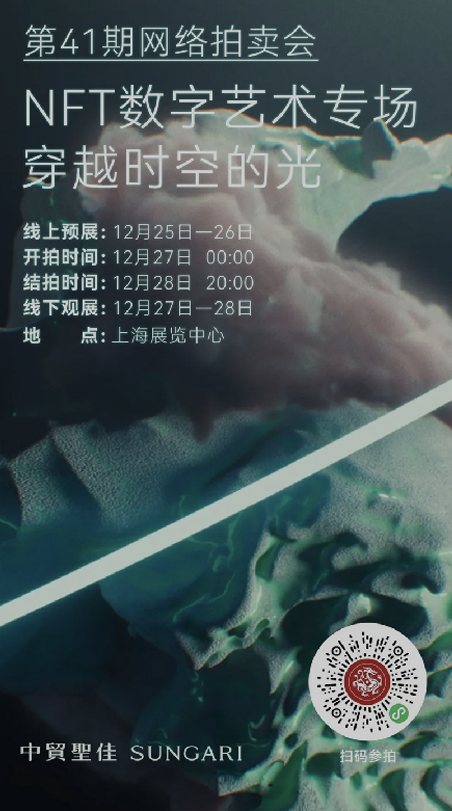 第41期网络拍卖会
NFT数字艺术专场
穿越时空的光
线上预展: 12月25日—26日
开拍时间: 12月27日 00:00
结拍时间: 12月28日 20:00
线下观展: 12月27日—28日
地 点: 上海展览中心
中貿聖佳 SUNGARI
扫码参拍